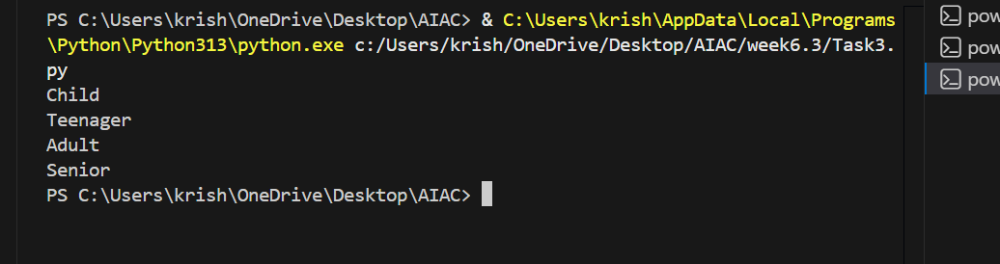 PS C:\Users\krish\OneDrive\Desktop\AIAC> & C:\Users\krish\AppData\Local\Programs
\Python\Python313\python.exe c:/Users/krish/OneDrive/Desktop/AIAC/week6.3/Task3.
py
Child
Teenager
Adult
Senior
PS C:\Users\krish\OneDrive\Desktop\AIAC>
pow
pow
pow